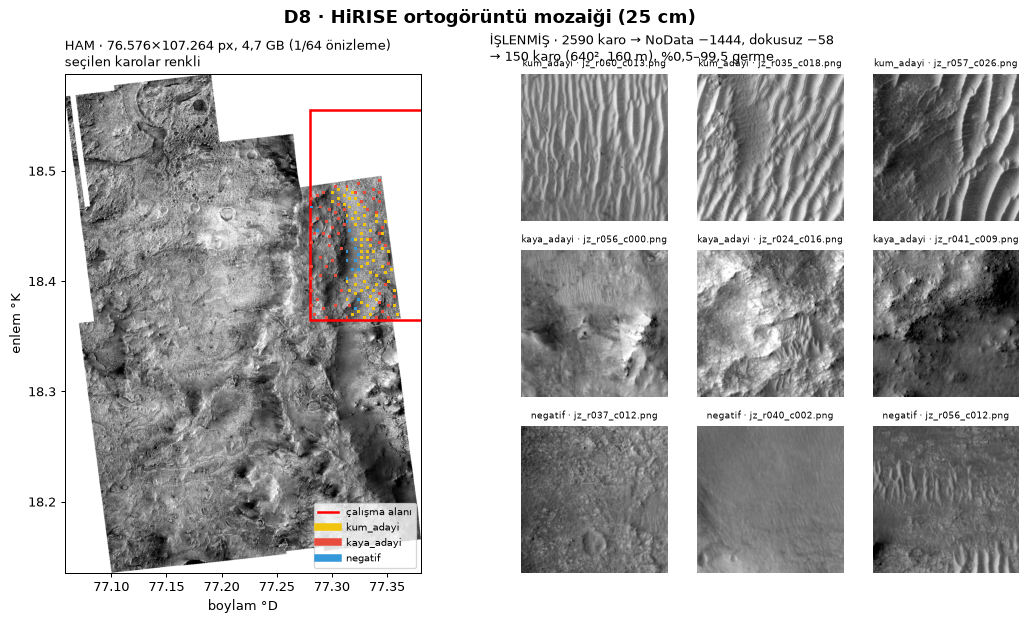 D8 · HiRISE ortogörüntü mozaiği (25 cm)
HAM · 76.576×107.264 px, 4,7 GB (1/64 önizleme)
seçilen karolar renkli
İŞLENMİŞ · 2590 karo → NoData −1444, dokusuz −58
→ 150 karo (640², 160 m), %0,5–99,5 germe
kum_adayi · jz_r060_c013.png
kum_adayi · jz_r035_c018.png
kum_adayi · jz_r057_c026.png
kaya_adayi · jz_r056_c000.png
kaya_adayi · jz_r024_c016.png
kaya_adayi · jz_r041_c009.png
negatif · jz_r037_c012.png
negatif · jz_r040_c002.png
negatif · jz_r056_c012.png
enlem °K
18.5
18.4
18.3
18.2
çalışma alanı
kum_adayi
kaya_adayi
negatif
77.10 77.15 77.20 77.25 77.30 77.35
boylam °D